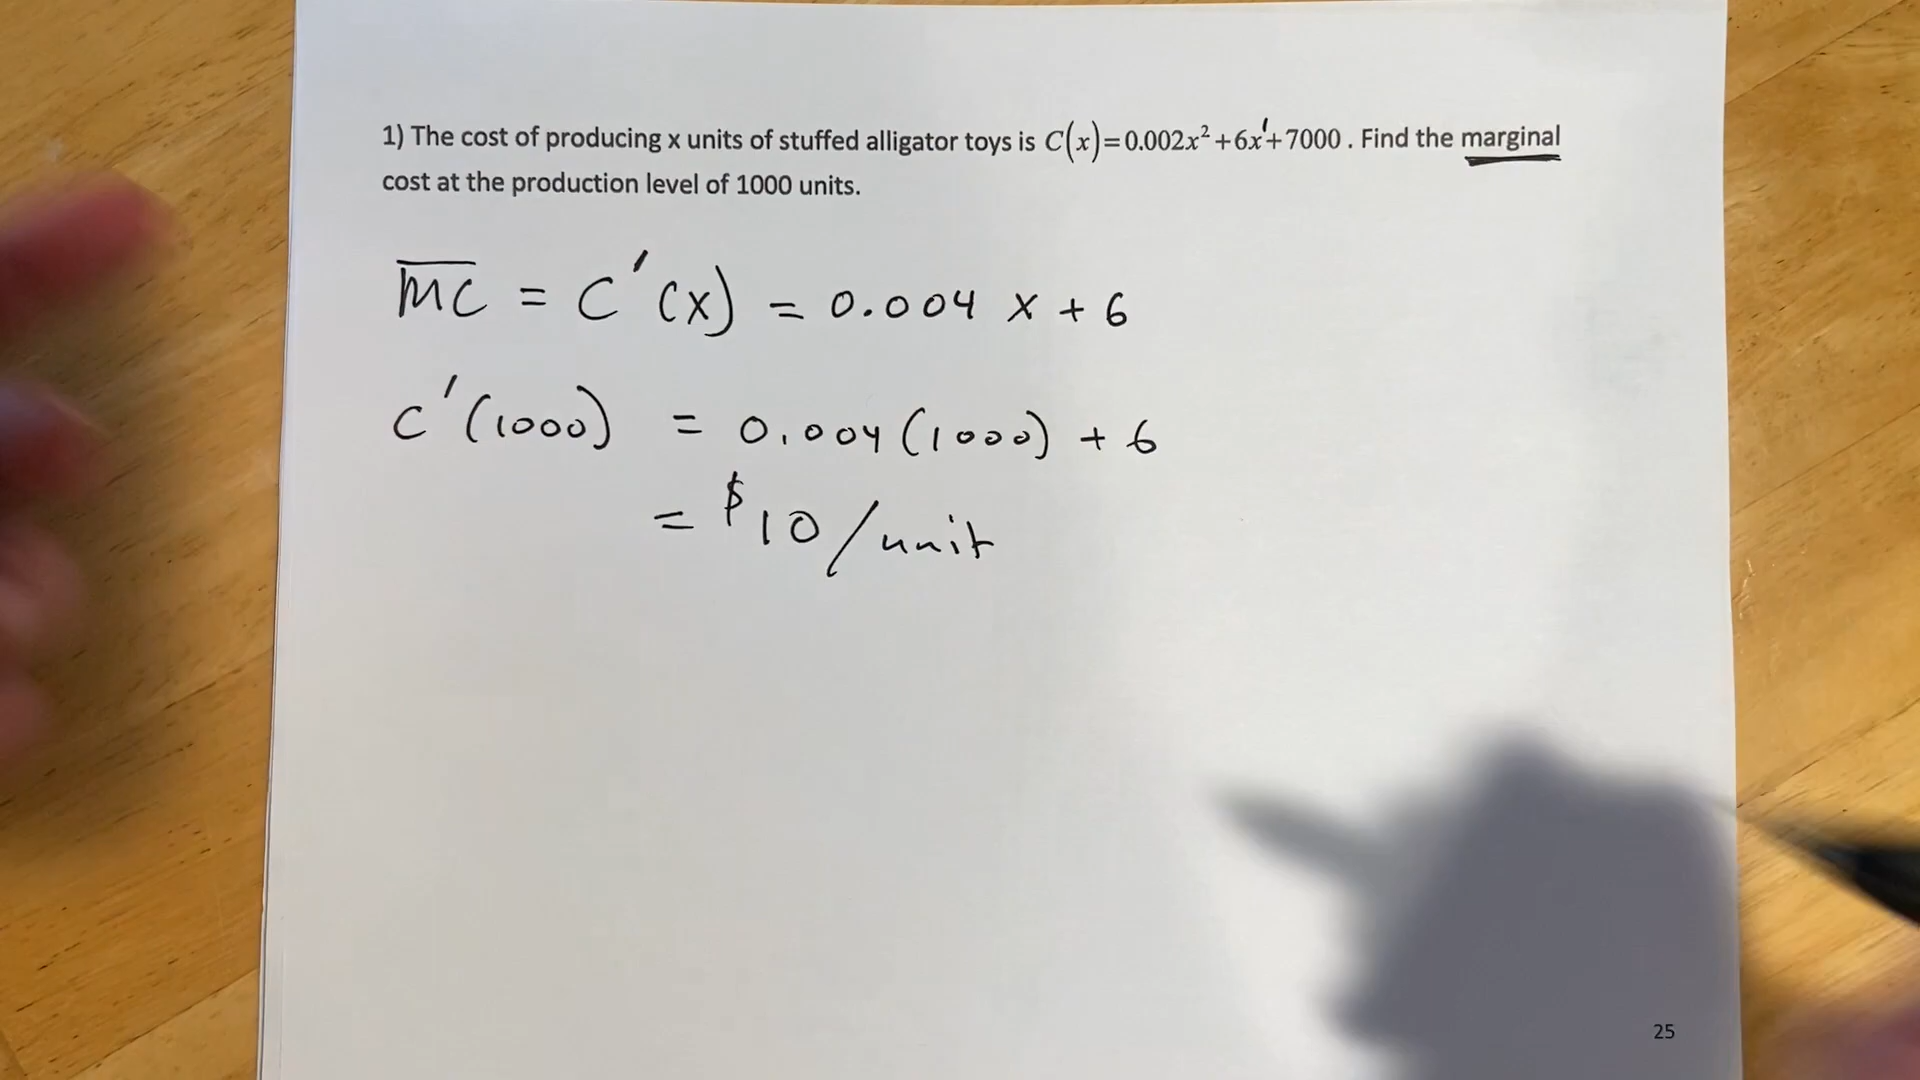 1) The cost of producing x units of stuffed alligator toys is C(x)=0.002x²+6x'+7000 . Find the marginal
cost at the production level of 1000 units.
MC = C'(x) = 0.004 x + 6
C'(1000) = 0.004(1000) + 6
= $10/unit
25